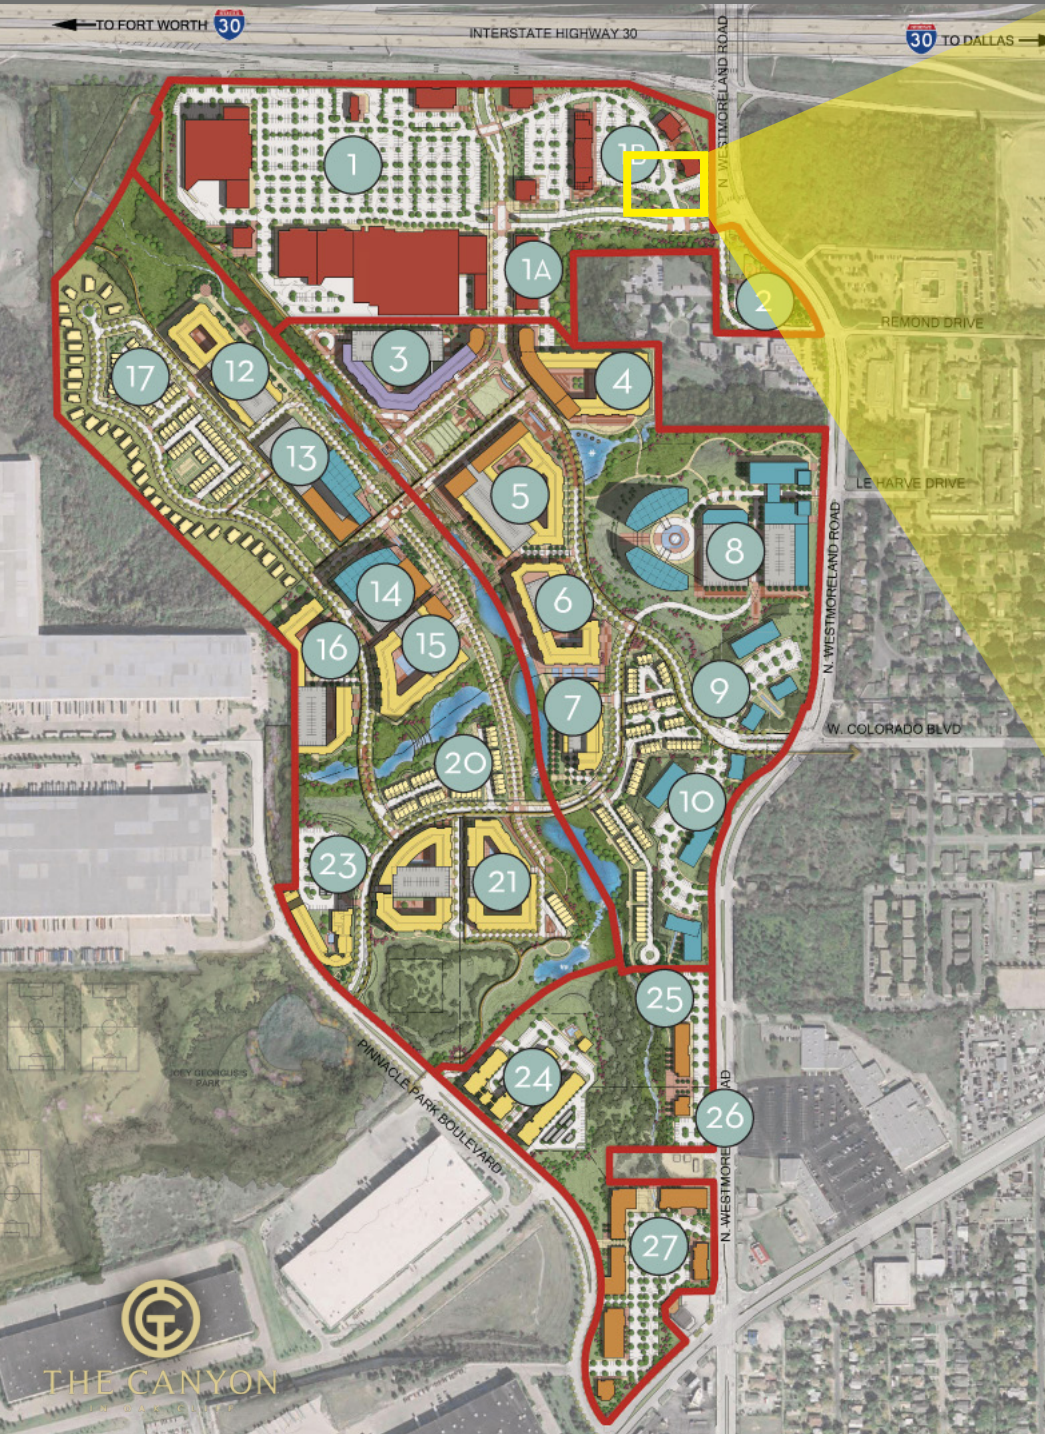 TO FORT WORTH
30
INTERSTATE HIGHWAY 30
30
TO DALLAS
N WESTMORELAND ROAD
1
1B
1A
2
REMOND DRIVE
3
4
17
12
13
5
LE HARVE DRIVE
8
N. WESTMORELAND ROAD
14
6
15
16
9
7
W. COLORADO BLVD
20
10
23
21
25
PINNACLE PARK BOULEVARD
24
26
N. WESTMORE AD
27
THE CANYON